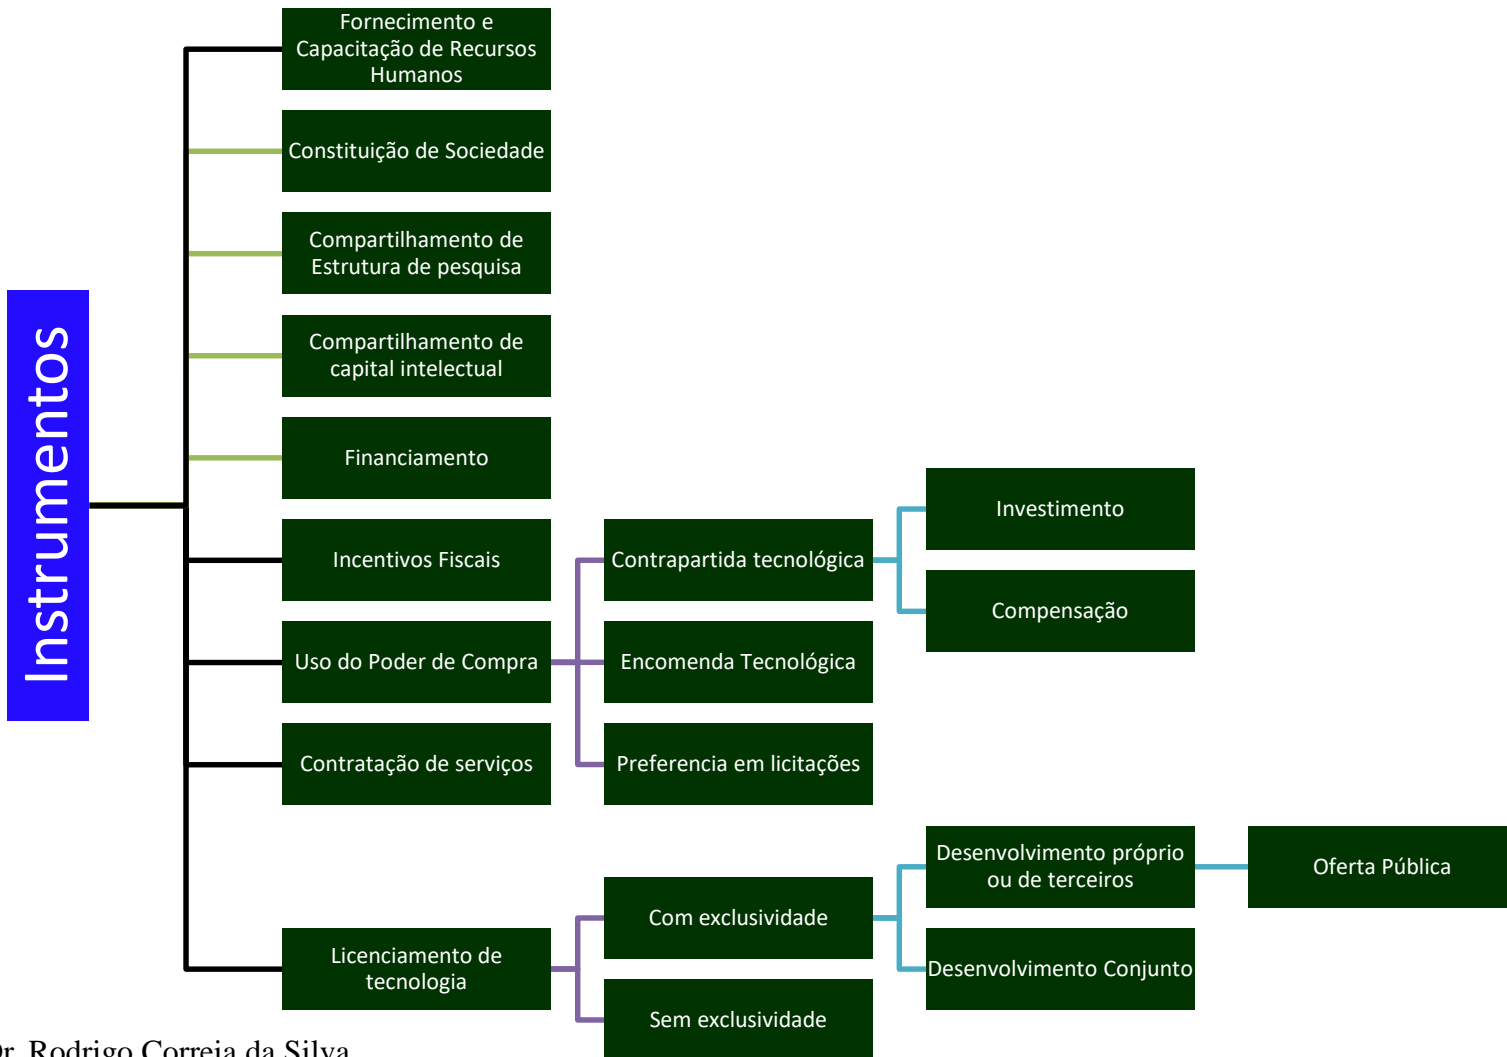 Instrumentos
Fornecimento e
Capacitação de Recursos
Humanos
Constituição de Sociedade
Compartilhamento de
Estrutura de pesquisa
Compartilhamento de
capital intelectual
Financiamento
Incentivos Fiscais
Uso do Poder de Compra
Contrapartida tecnológica
Investimento
Compensação
Encomenda Tecnológica
Preferencia em licitações
Contratação de serviços
Licenciamento de
tecnologia
Com exclusividade
Desenvolvimento próprio
ou de terceiros
Oferta Pública
Desenvolvimento Conjunto
Sem exclusividade
Dr. Rodrigo Correia da Silva